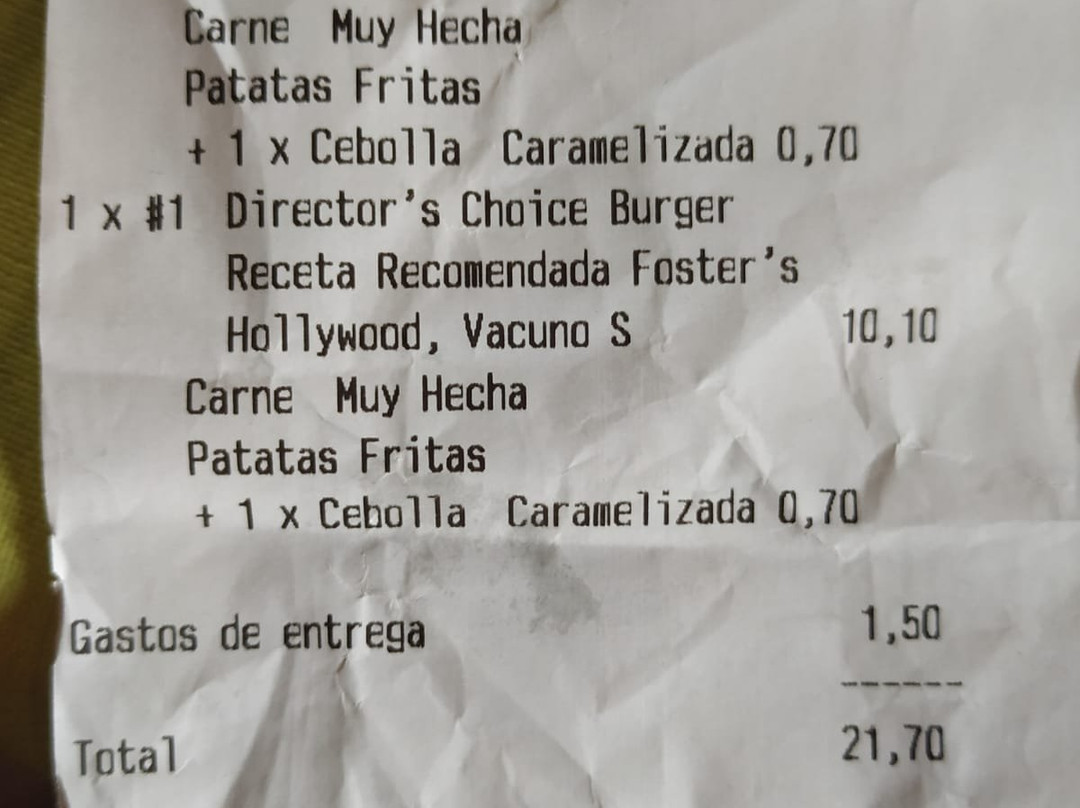 Carne Muy Hecha
Patatas Fritas
+ 1 x Cebolla Caramelizada 0,70
1 x #1 Director's Choice Burger
Receta Recomendada Foster's
Hollywood, Vacuno S 10,10
Carne Muy Hecha
Patatas Fritas
+ 1 x Cebolla Caramelizada 0,70
Gastos de entrega 1,50
------
Total 21,70